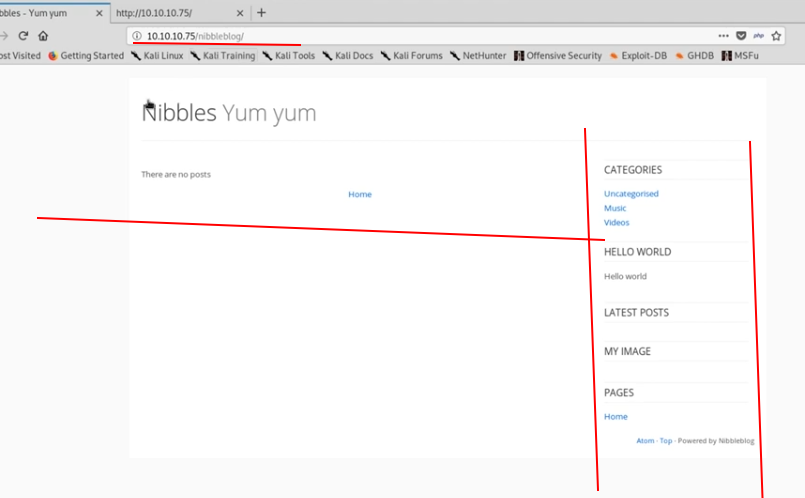 bbles - Yum yum
http://10.10.10.75/
10.10.10.75/nibbleblog/
php
ost Visited Getting Started Kali Linux Kali Training Kali Tools Kali Docs Kali Forums NetHunter Offensive Security Exploit-DB GHDB MSFu
Nibbles Yum yum
There are no posts
Home
CATEGORIES
Uncategorised
Music
Videos
HELLO WORLD
Hello world
LATEST POSTS
MY IMAGE
PAGES
Home
Atom · Top · Powered by Nibbleblog